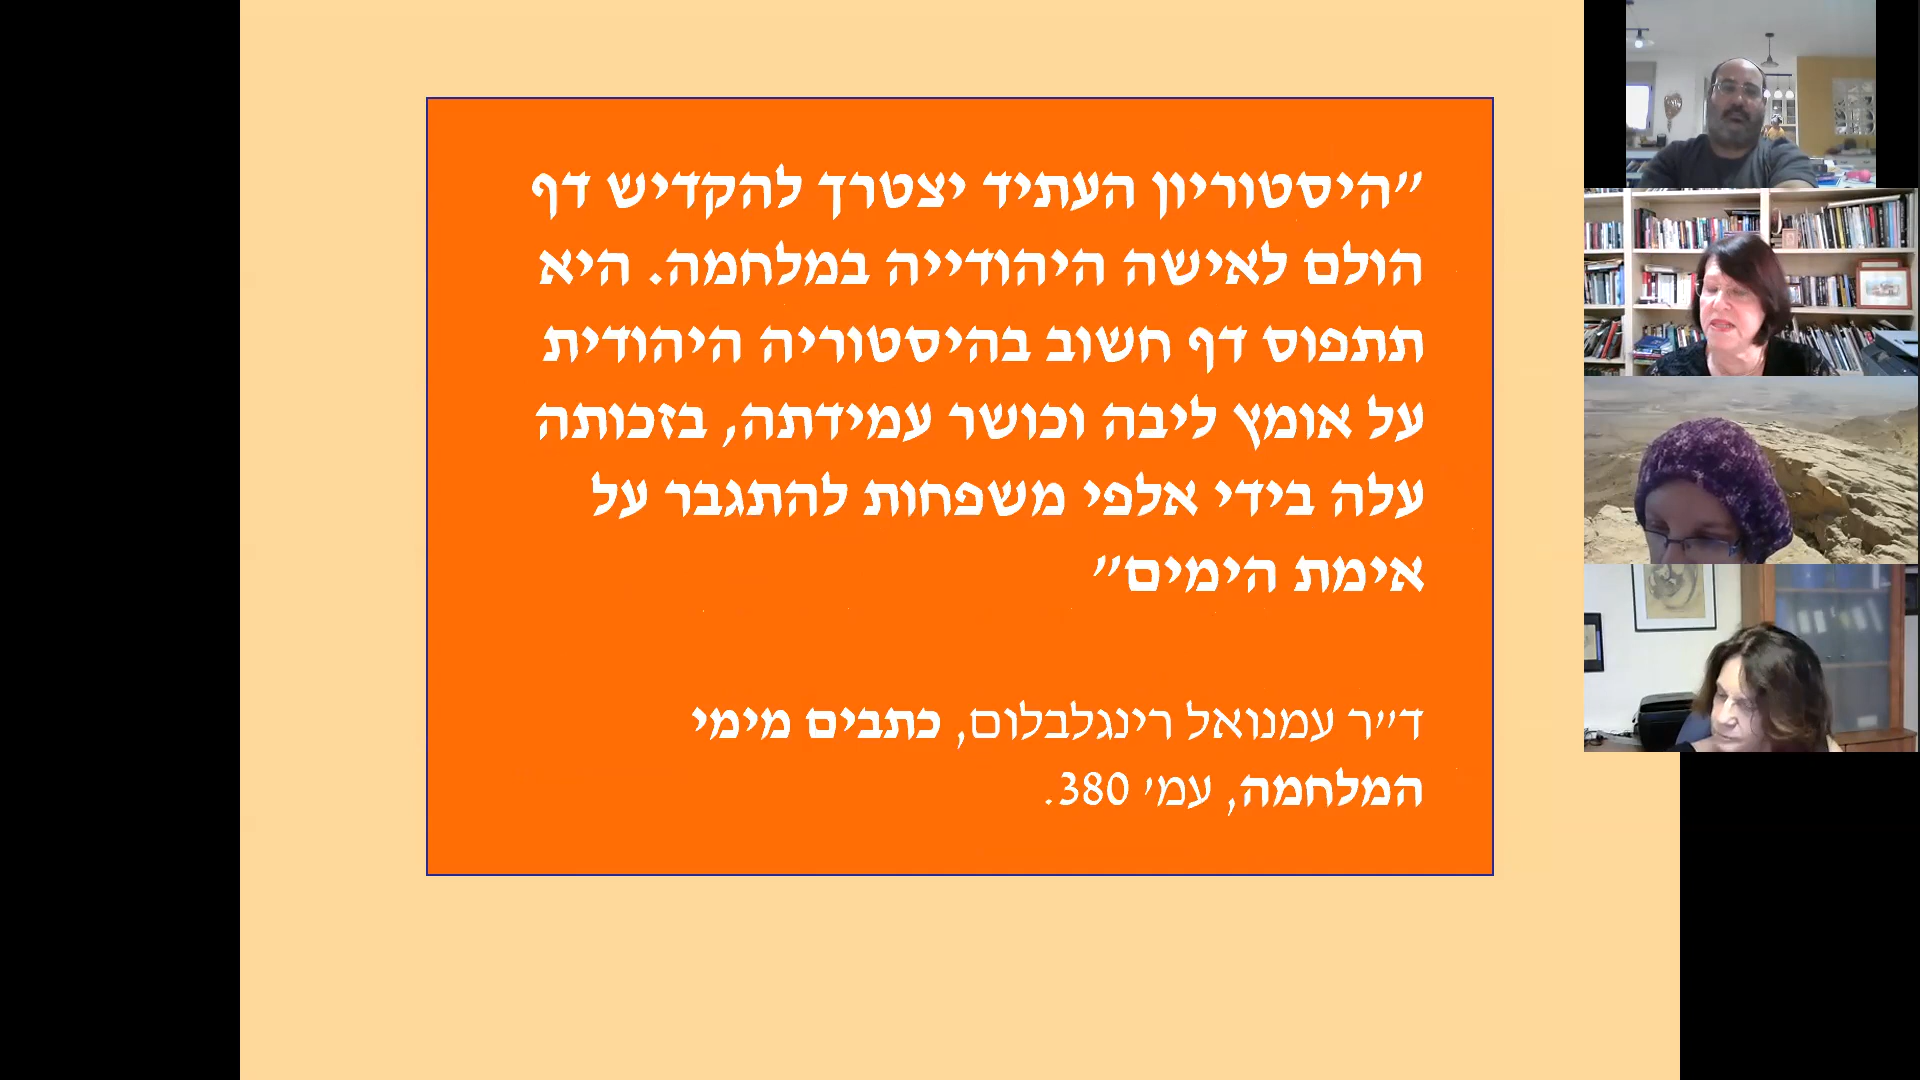 ״היסטוריון העתיד יצטרך להקדיש דף
הולם לאישה היהודייה במלחמה. היא
תתפוס דף חשוב בהיסטוריה היהודית
על אומץ ליבה וכושר עמידתה, בזכותה
עלה בידי אלפי משפחות להתגבר על
אימת הימים״
ד״ר עמנואל רינגלבלום, כתבים מימי
המלחמה, עמ׳ 380.